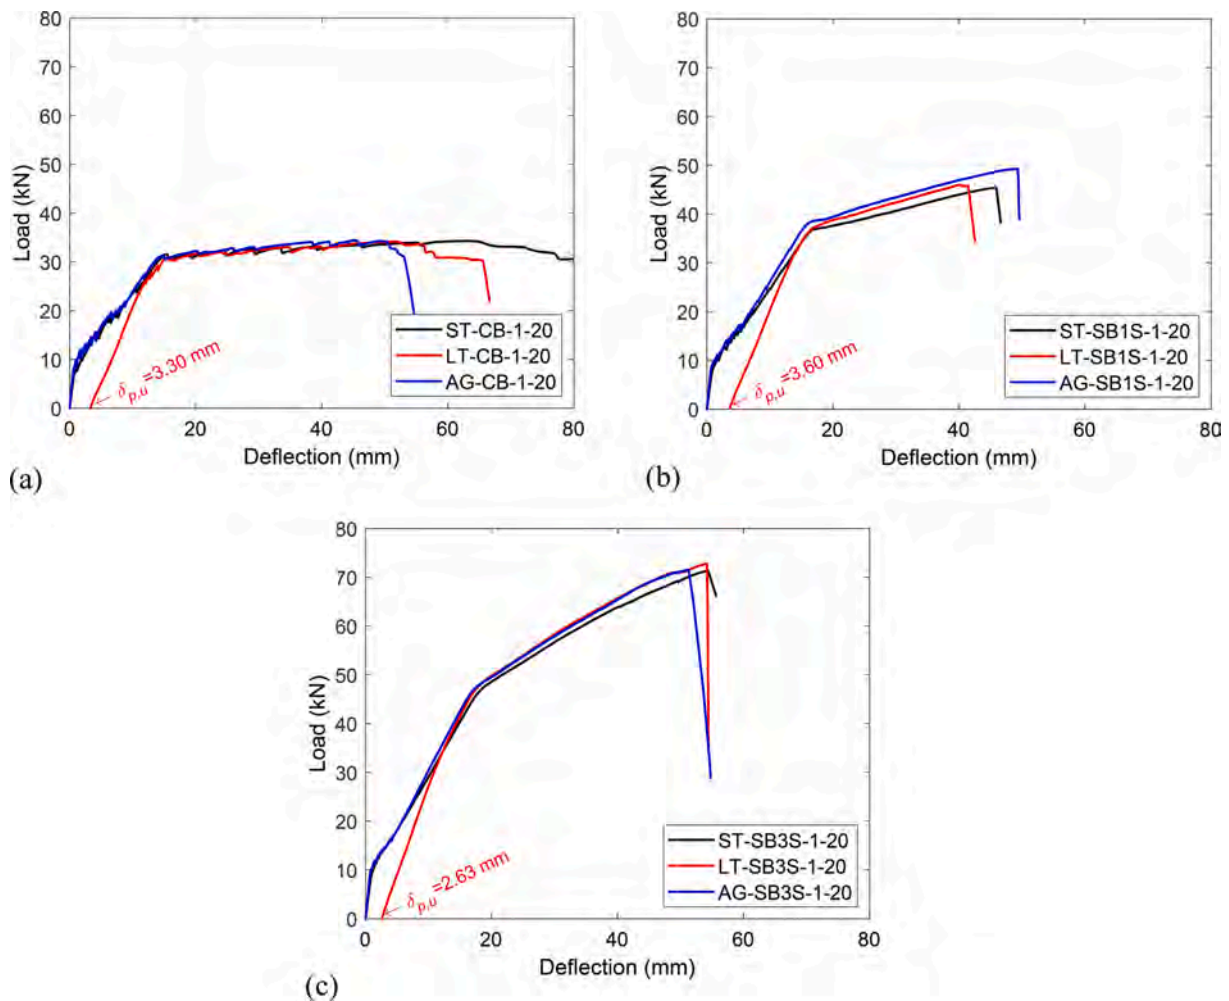 80
70
60
50
40
30
20
10
0
Load (kN)
ST-CB-1-20
LT-CB-1-20
AG-CB-1-20
δp,u=3.30 mm
0 20 40 60 80
Deflection (mm)
(a)
80
70
60
50
40
30
20
10
0
Load (kN)
ST-SB1S-1-20
LT-SB1S-1-20
AG-SB1S-1-20
δp,u=3.60 mm
0 20 40 60 80
Deflection (mm)
(b)
80
70
60
50
40
30
20
10
0
Load (kN)
ST-SB3S-1-20
LT-SB3S-1-20
AG-SB3S-1-20
δp,u=2.63 mm
0 20 40 60 80
Deflection (mm)
(c)